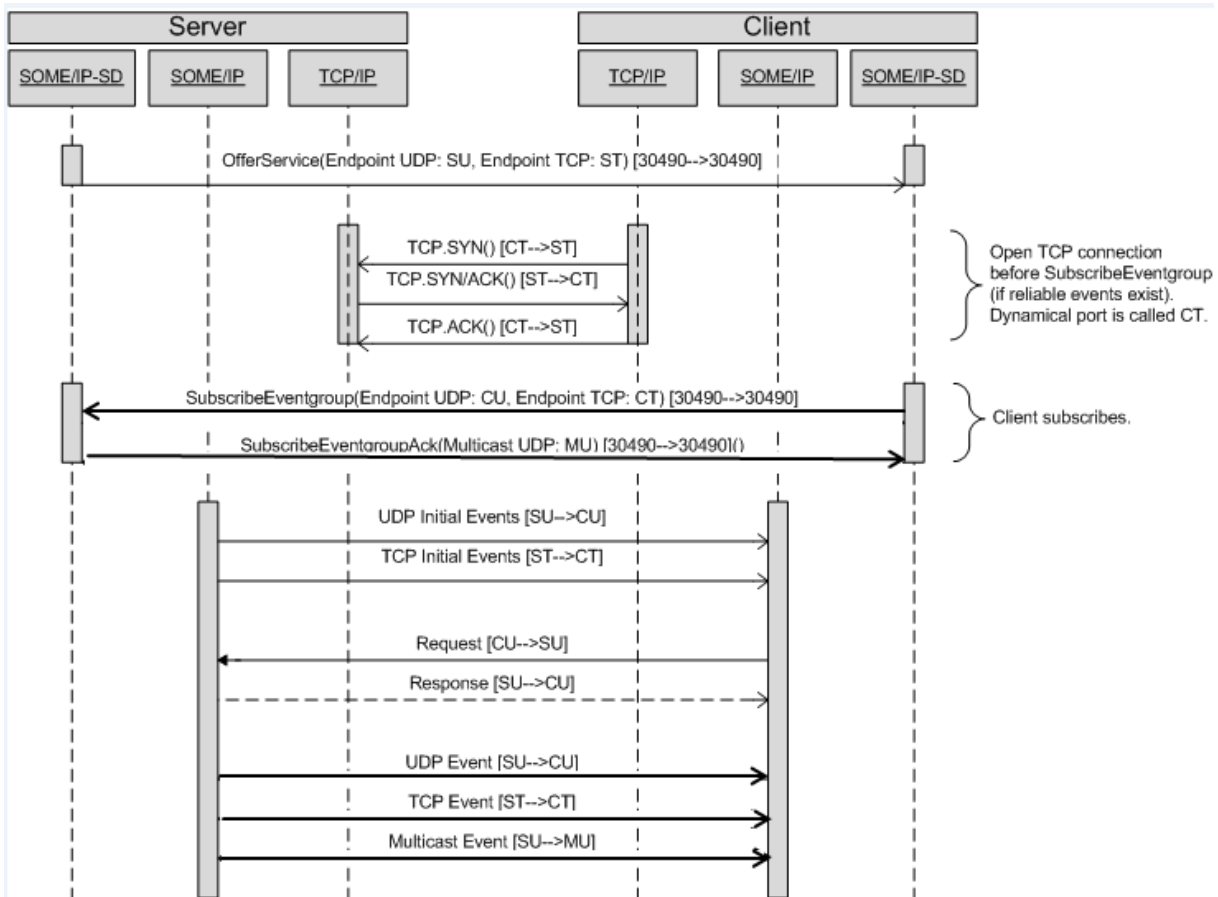 Server
Client
SOME/IP-SD
SOME/IP
TCP/IP
TCP/IP
SOME/IP
SOME/IP-SD
OfferService(Endpoint UDP: SU, Endpoint TCP: ST) [30490-->30490]
TCP.SYN() [CT-->ST]
TCP.SYN/ACK() [ST-->CT]
TCP.ACK() [CT-->ST]
Open TCP connection
before SubscribeEventgroup
(if reliable events exist).
Dynamical port is called CT.
SubscribeEventgroup(Endpoint UDP: CU, Endpoint TCP: CT) [30490-->30490]
SubscribeEventgroupAck(Multicast UDP: MU) [30490-->30490]()
Client subscribes.
UDP Initial Events [SU-->CU]
TCP Initial Events [ST-->CT]
Request [CU-->SU]
Response [SU-->CU]
UDP Event [SU-->CU]
TCP Event [ST-->CT]
Multicast Event [SU-->MU]